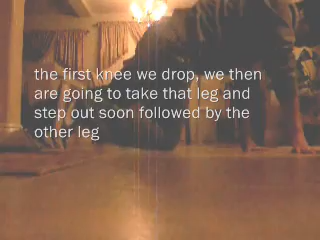 the first knee we drop, we then
are going to take that leg and
step out soon followed by the
other leg